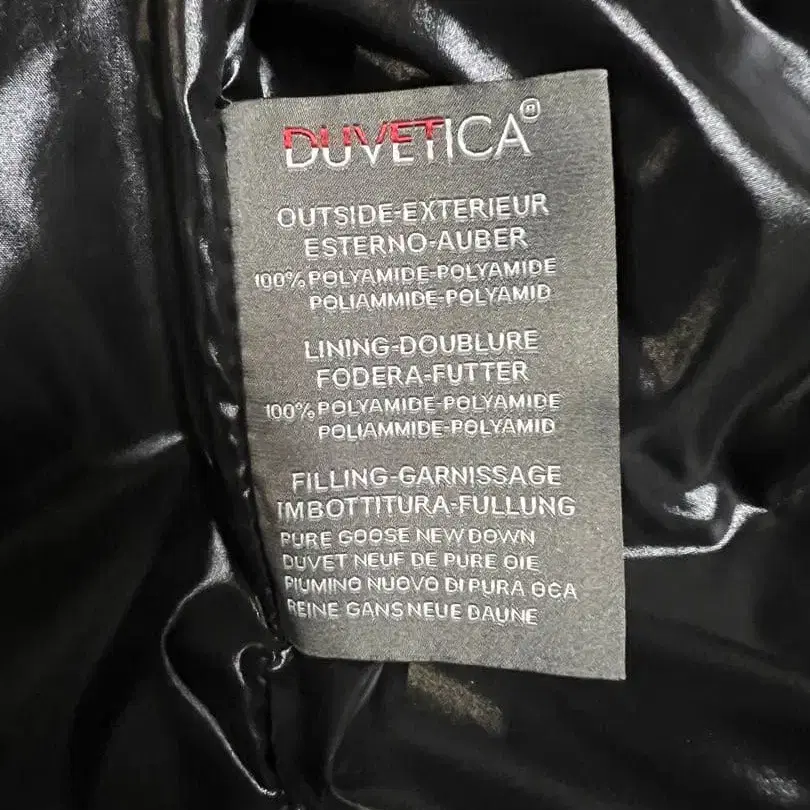 DUVETICA®
OUTSIDE-EXTERIEUR
ESTERNO-AUBER
100% POLYAMIDE-POLYAMIDE
POLIAMMIDE-POLYAMID
LINING-DOUBLURE
FODERA-FUTTER
100% POLYAMIDE-POLYAMIDE
POLIAMMIDE-POLYAMID
FILLING-GARNISSAGE
IMBOTTITURA-FULLUNG
PURE GOOSE NEW DOWN
DUVET NEUF DE PURE OIE
PIUMINO NUOVO DI PURA OCA
REINE GANS NEUE DAUNE